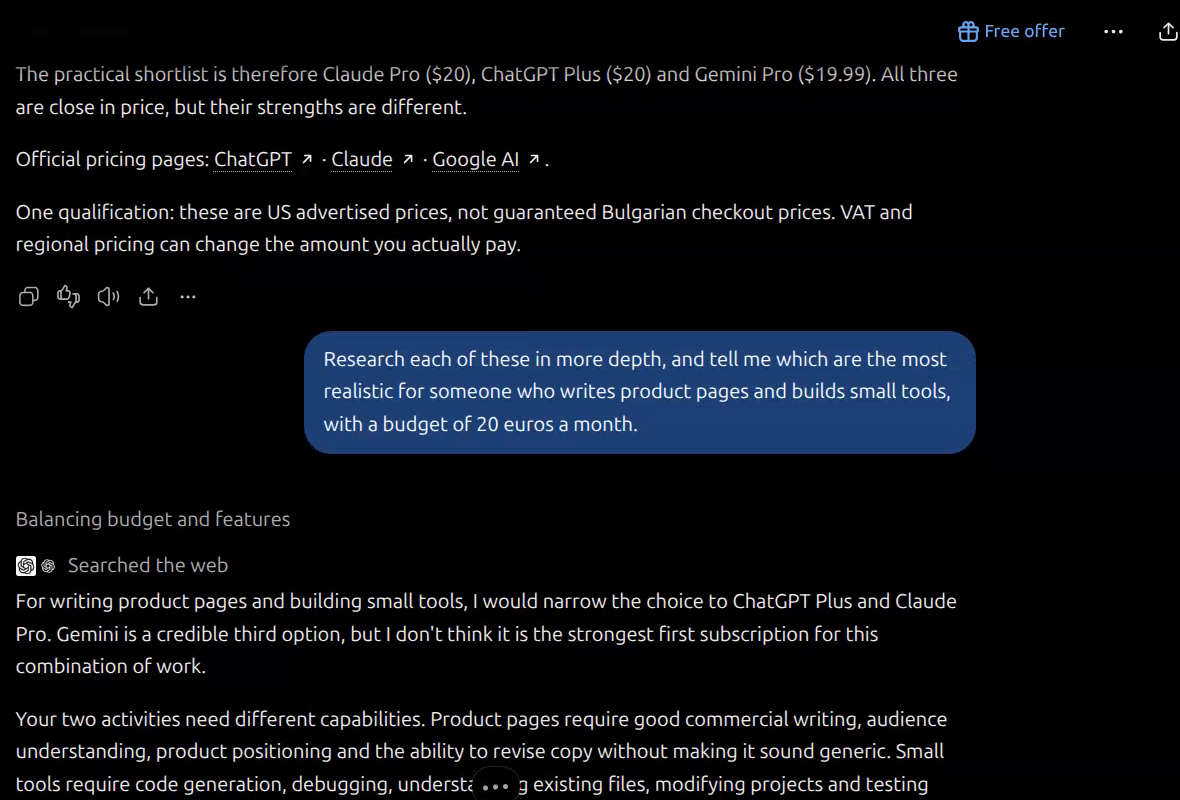 Free offer
The practical shortlist is therefore Claude Pro ($20), ChatGPT Plus ($20) and Gemini Pro ($19.99). All three
are close in price, but their strengths are different.
Official pricing pages: ChatGPT ↗ · Claude ↗ · Google AI ↗ .
One qualification: these are US advertised prices, not guaranteed Bulgarian checkout prices. VAT and
regional pricing can change the amount you actually pay.
Research each of these in more depth, and tell me which are the most
realistic for someone who writes product pages and builds small tools,
with a budget of 20 euros a month.
Balancing budget and features
Searched the web
For writing product pages and building small tools, I would narrow the choice to ChatGPT Plus and Claude
Pro. Gemini is a credible third option, but I don't think it is the strongest first subscription for this
combination of work.
Your two activities need different capabilities. Product pages require good commercial writing, audience
understanding, product positioning and the ability to revise copy without making it sound generic. Small
tools require code generation, debugging, existing files, modifying projects and testing